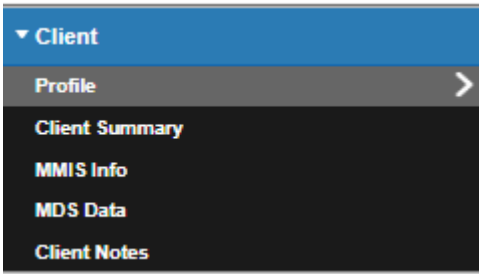 Client
Profile
Client Summary
MMIS Info
MDS Data
Client Notes